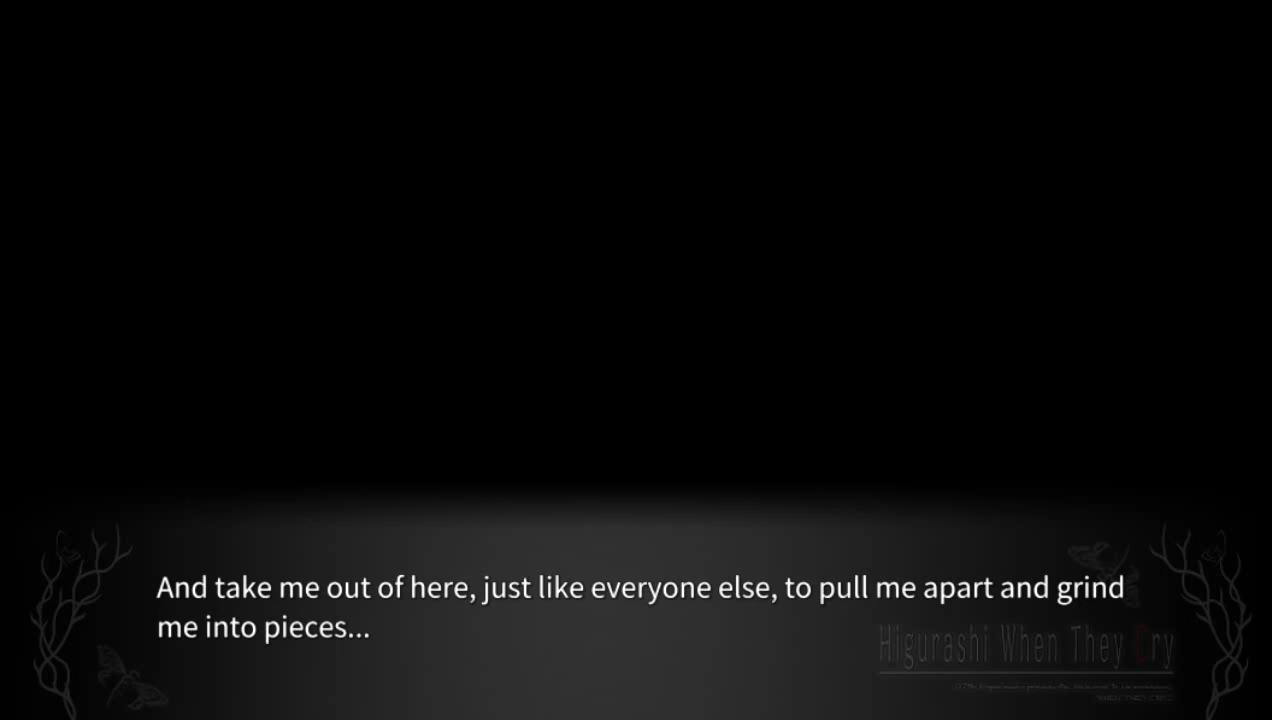 And take me out of here, just like everyone else, to pull me apart and grind
me into pieces...
Higurashi When They Cry